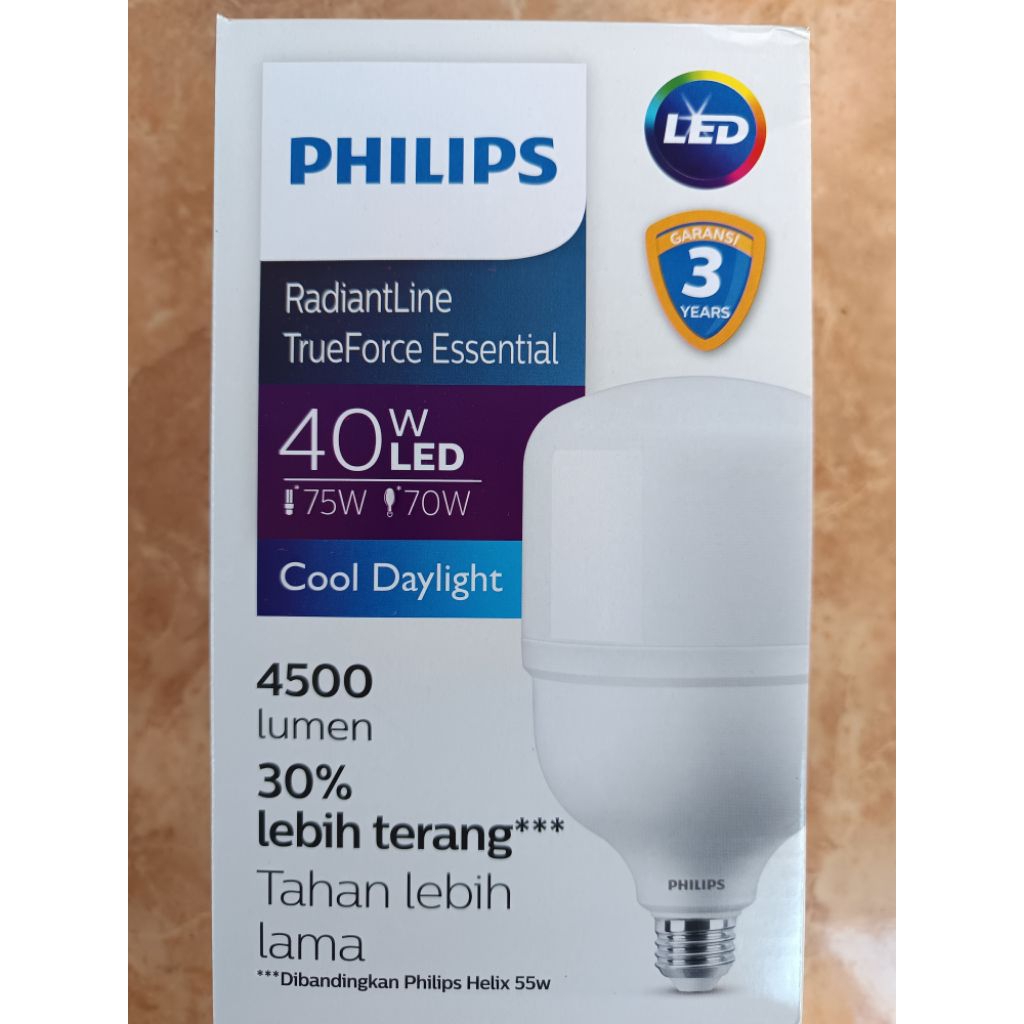 PHILIPS
LED
GARANSI
3
YEARS
RadiantLine
TrueForce Essential
40W LED
*75W *70W
Cool Daylight
4500
lumen
30%
lebih terang***
Tahan lebih
lama
***Dibandingkan Philips Helix 55w
PHILIPS